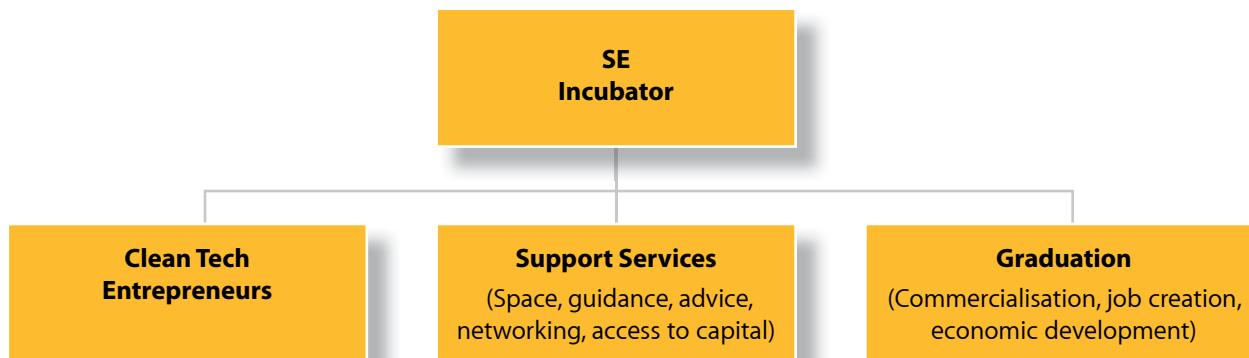 SE
Incubator
Clean Tech
Entrepreneurs
Support Services
(Space, guidance, advice,
networking, access to capital)
Graduation
(Commercialisation, job creation,
economic development)